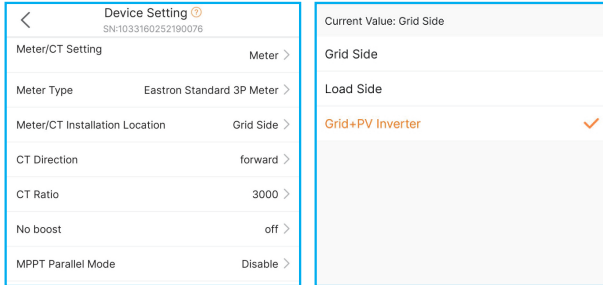 Device Setting ?
SN:1033160252190076
Meter/CT Setting Meter >
Meter Type Eastron Standard 3P Meter >
Meter/CT Installation Location Grid Side >
CT Direction forward >
CT Ratio 3000 >
No boost off >
MPPT Parallel Mode Disable >
Current Value: Grid Side
Grid Side
Load Side
Grid+PV Inverter